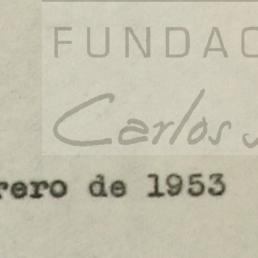 FUNDAC
Carlos
rero de 1953